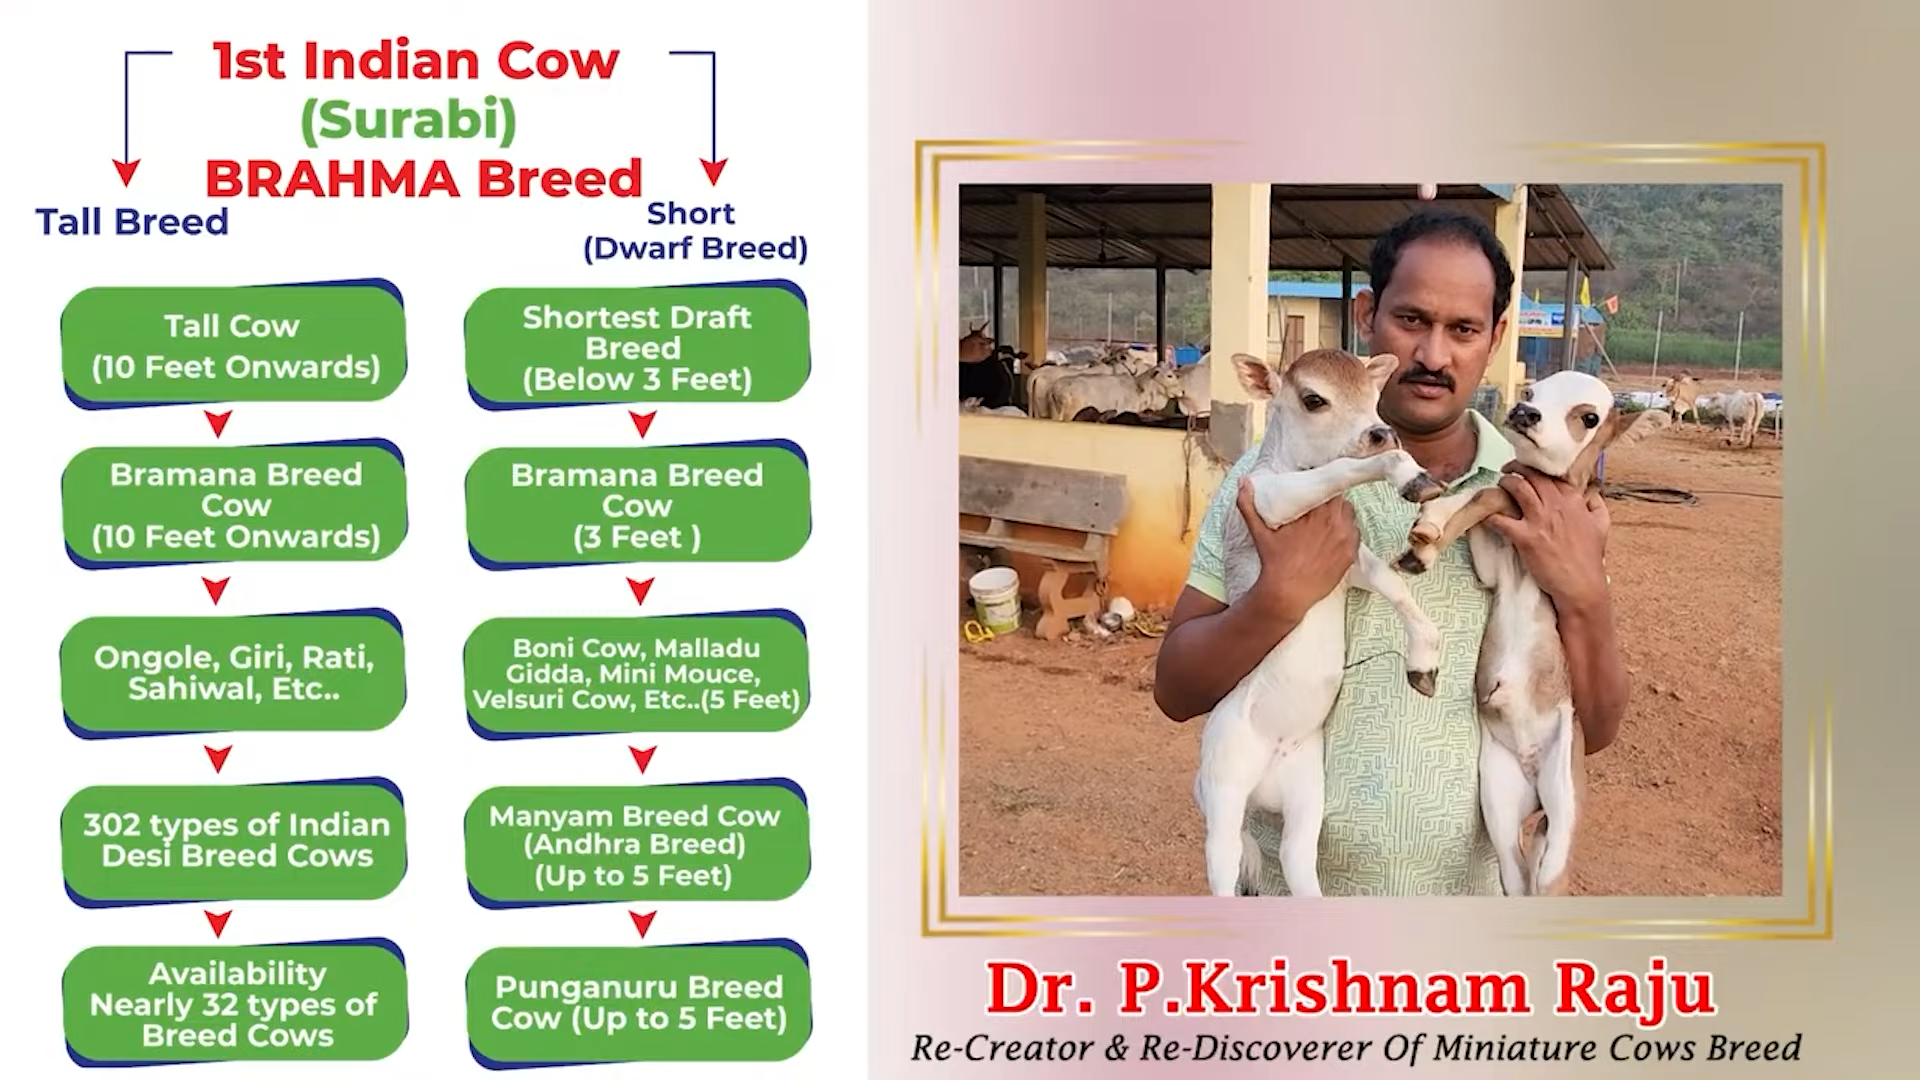 1st Indian Cow
(Surabi)
BRAHMA Breed
Tall Breed
Short
(Dwarf Breed)
Tall Cow
(10 Feet Onwards)
Bramana Breed
Cow
(10 Feet Onwards)
Ongole, Giri, Rati,
Sahiwal, Etc..
302 types of Indian
Desi Breed Cows
Availability
Nearly 32 types of
Breed Cows
Shortest Draft
Breed
(Below 3 Feet)
Bramana Breed
Cow
(3 Feet )
Boni Cow, Malladu
Gidda, Mini Mouce,
Velsuri Cow, Etc..(5 Feet)
Manyam Breed Cow
(Andhra Breed)
(Up to 5 Feet)
Punganuru Breed
Cow (Up to 5 Feet)
Dr. P.Krishnam Raju
Re-Creator & Re-Discoverer Of Miniature Cows Breed